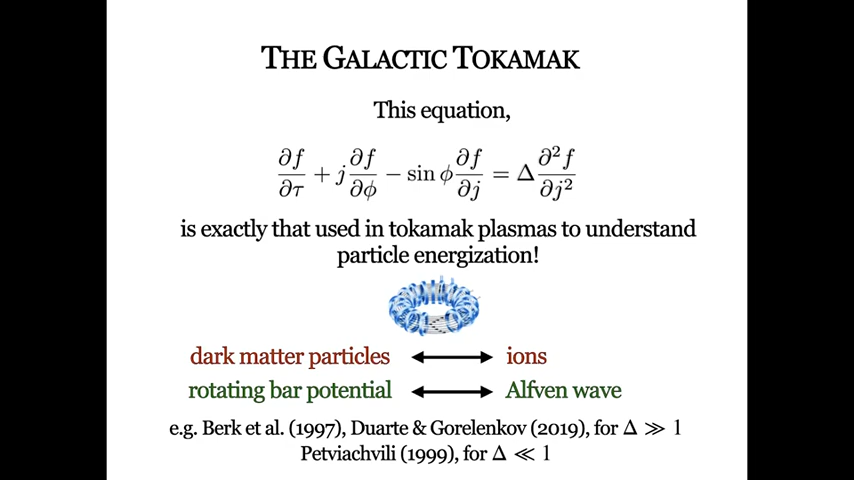 THE GALACTIC TOKAMAK
This equation,
∂f/∂τ + j ∂f/∂ϕ − sin ϕ ∂f/∂j = Δ ∂²f/∂j²
is exactly that used in tokamak plasmas to understand
particle energization!
dark matter particles ⟷ ions
rotating bar potential ⟷ Alfven wave
e.g. Berk et al. (1997), Duarte & Gorelenkov (2019), for Δ ≫ 1
Petviachvili (1999), for Δ ≪ 1